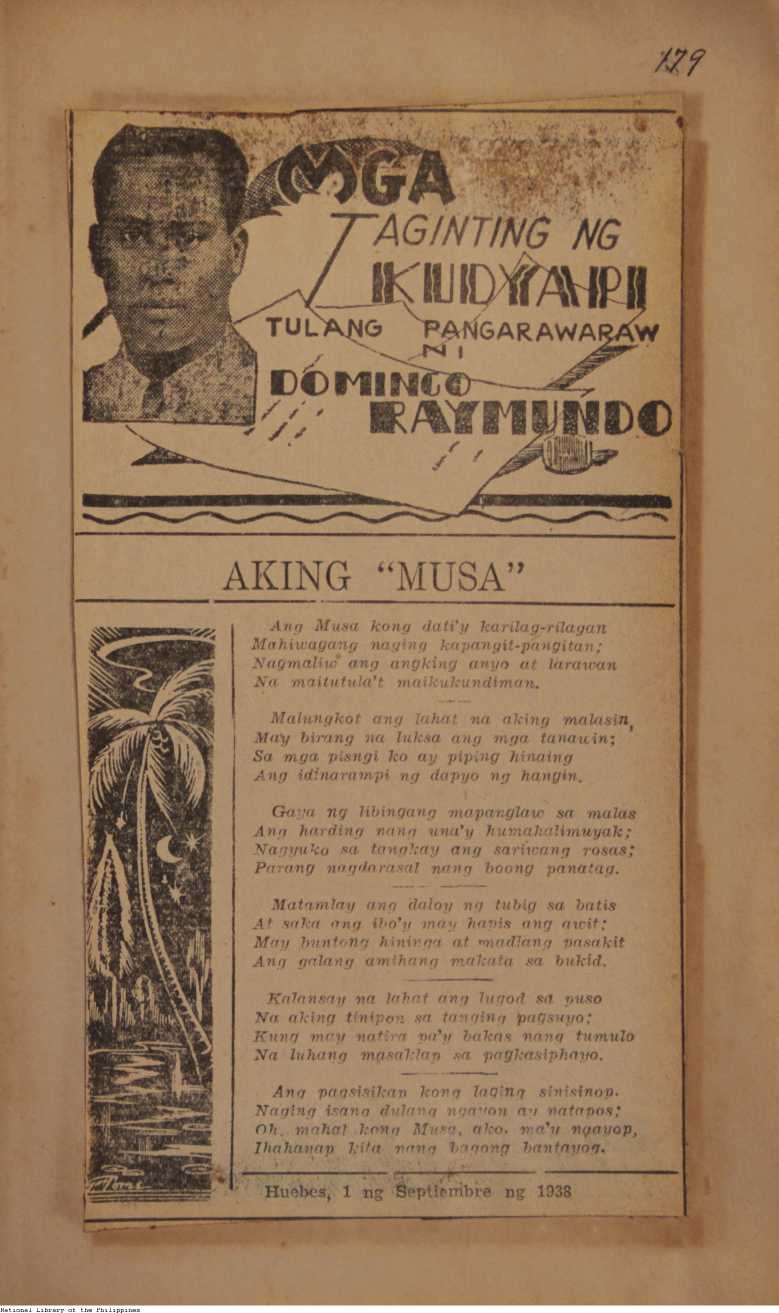 179
MGA
TAGINTING NG
KUDYAPI
TULANG PANGARAWARAW
NI
DOMINGO
RAYMUNDO
AKING "MUSA"
Ang Musa kong dati'y karilag-rilagan
Mahiwagang naging kapangit-pangitan;
Nagmaliw ang angking anyo at larawan
Na maitutula't maikukundiman.
Malungkot ang lahat na aking malasin,
May birang na luksa ang mga tanawin;
Sa mga pisngi ko ay piping hinaing
Ang idinarampi ng dapyo ng hangin.
Gaya ng libingang mapanglaw sa malas
Ang harding nang una'y humahalimuyak;
Nagyuko sa tangkay ang sariwang rosas;
Parang nagdarasal nang boong panatag.
Matamlay ang daloy ng tubig sa batis
At saka ang ibo'y may hapis ang awit;
May buntong hininga at madlang pasakit
Ang galang amihang makata sa bukid.
Kalansay na lahat ang lugod sa puso
Na aking tinipon sa tanging pagsuyo;
Kung may natira pa'y bakas nang tumulo
Na luhang masaklap sa pagkasiphayo.
Ang pagsisikap kong laging sinisinop.
Naging isang dulang ngayon ay natapos;
Oh, mahal kong Musa, ako, ma'y ngayop,
Ihahanap kita nang bagong bantayog.
Huebes, 1 ng Septiembre ng 1938
National Library of the Philippines